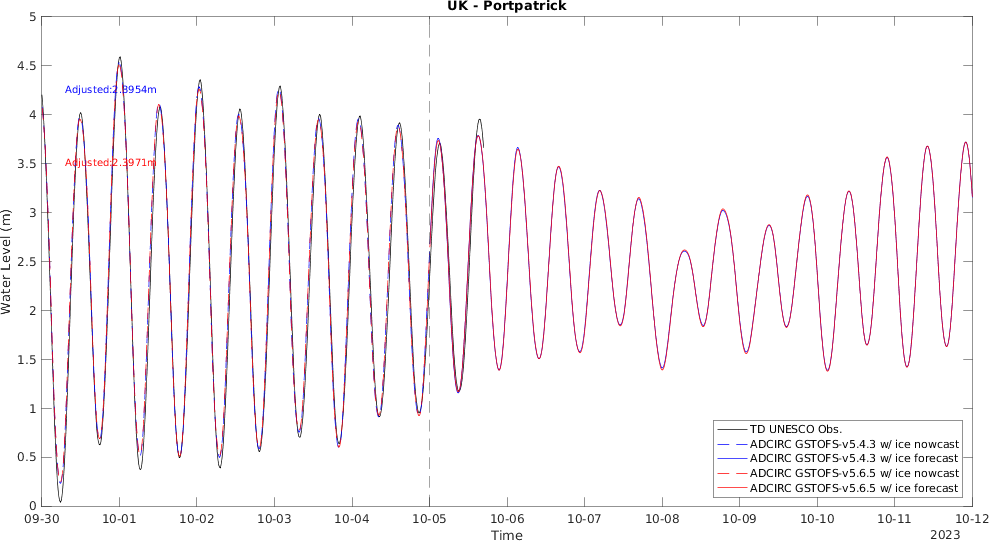 UK - Portpatrick
5
4.5
4
3.5
3
2.5
2
1.5
1
0.5
0
Water Level (m)
Adjusted:2.3954m
Adjusted:2.3971m
TD UNESCO Obs.
ADCIRC GSTOFS-v5.4.3 w/ ice nowcast
ADCIRC GSTOFS-v5.4.3 w/ ice forecast
ADCIRC GSTOFS-v5.6.5 w/ ice nowcast
ADCIRC GSTOFS-v5.6.5 w/ ice forecast
09-30 10-01 10-02 10-03 10-04 10-05 10-06 10-07 10-08 10-09 10-10 10-11 10-12
Time
2023